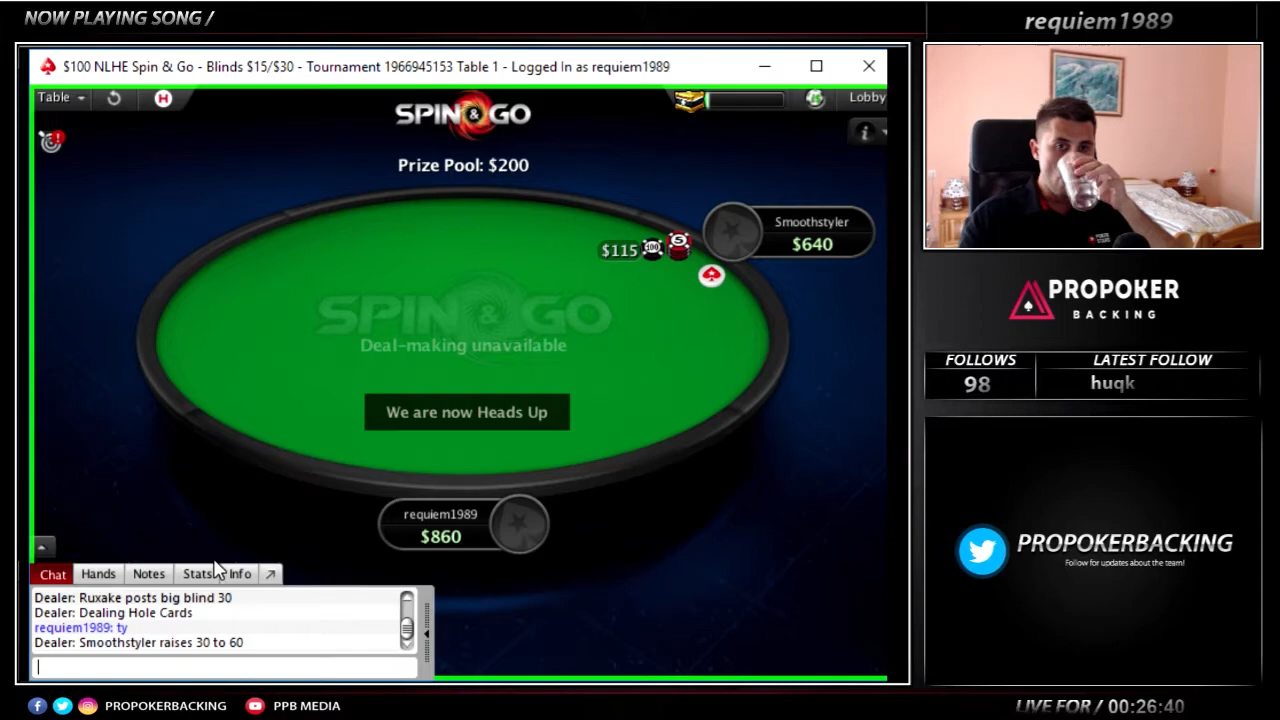 NOW PLAYING SONG /
requiem1989
$100 NLHE Spin & Go - Blinds $15/$30 - Tournament 1966945153 Table 1 - Logged In as requiem1989
Table
H
SPIN & GO
Lobby
Prize Pool: $200
Smoothstyler
$640
$115
100
5
SPIN & GO
Deal-making unavailable
We are now Heads Up
requiem1989
$860
Chat
Hands
Notes
Stats
Info
Dealer: Ruxake posts big blind 30
Dealer: Dealing Hole Cards
requiem1989: ty
Dealer: Smoothstyler raises 30 to 60
PROPOKER
BACKING
FOLLOWS
LATEST FOLLOW
98
huqk
PROPOKERBACKING
Follow for updates about the team!
PROPOKERBACKING
PPB MEDIA
LIVE FOR / 00:26:40